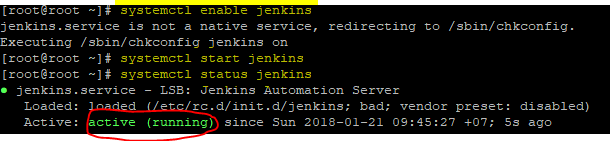 [root@root ~]# systemctl enable jenkins
jenkins.service is not a native service, redirecting to /sbin/chkconfig.
Executing /sbin/chkconfig jenkins on
[root@root ~]# systemctl start jenkins
[root@root ~]# systemctl status jenkins
● jenkins.service - LSB: Jenkins Automation Server
Loaded: loaded (/etc/rc.d/init.d/jenkins; bad; vendor preset: disabled)
Active: active (running) since Sun 2018-01-21 09:45:27 +07; 5s ago